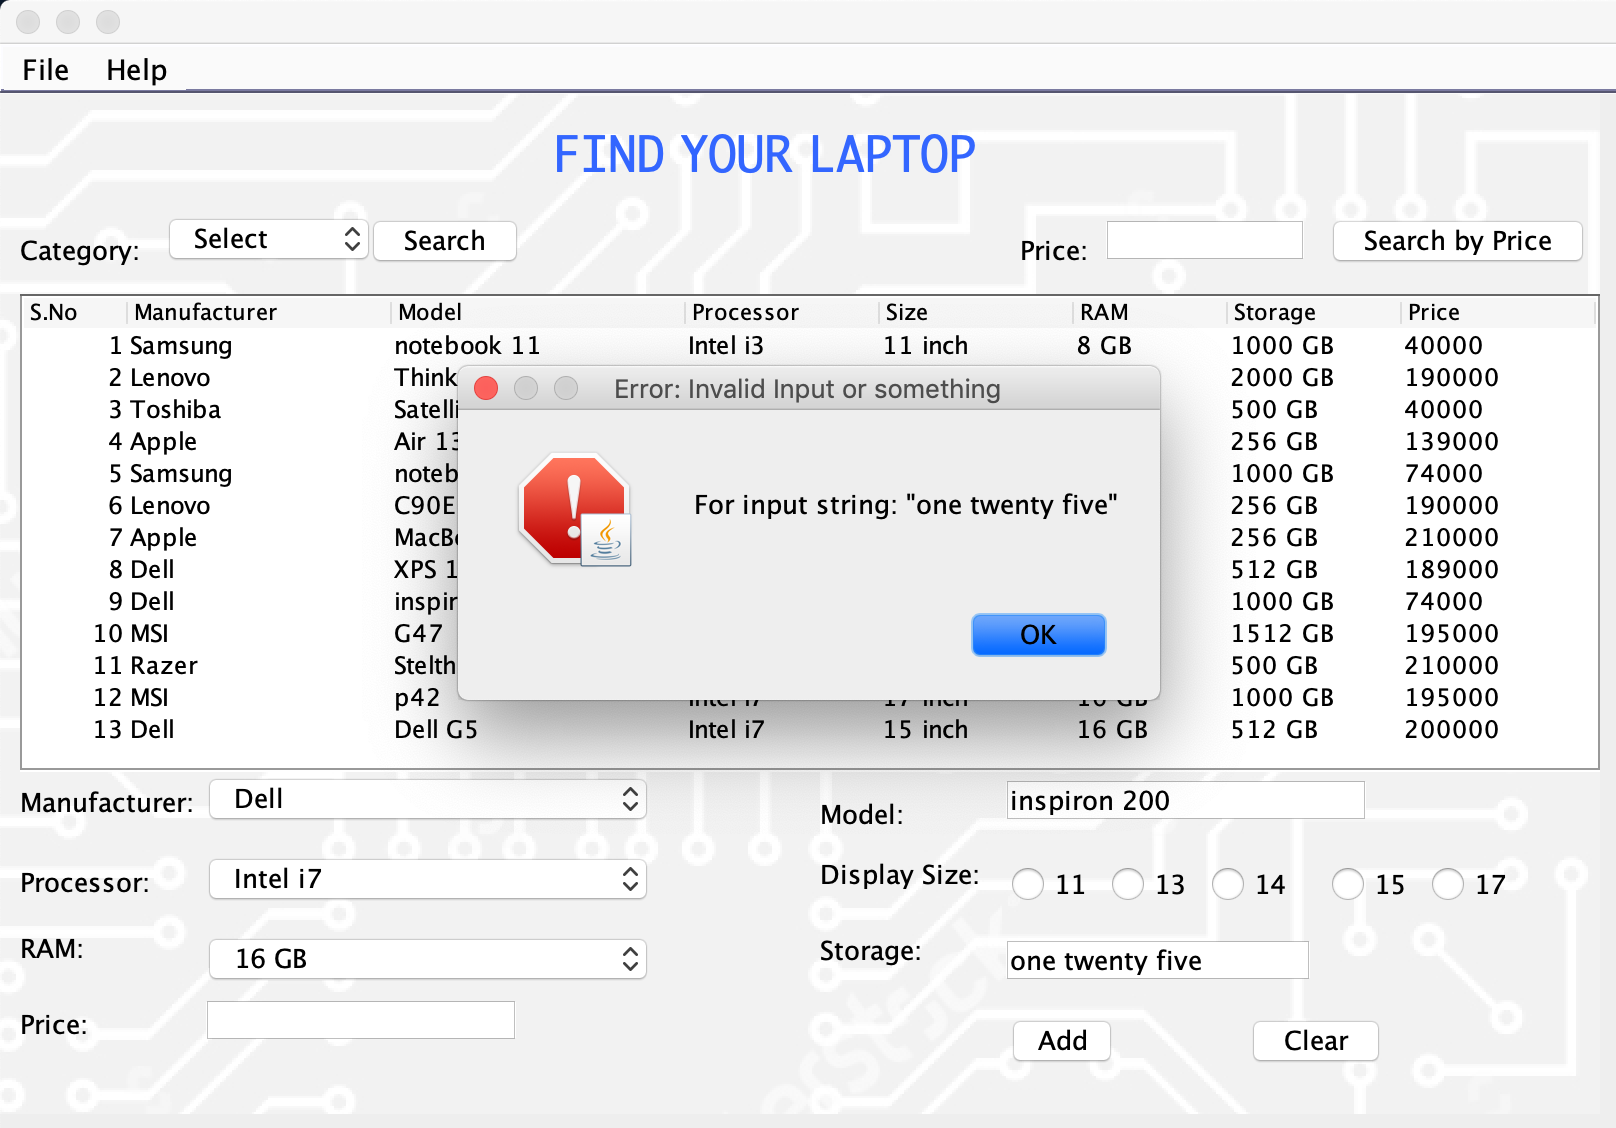 File Help
FIND YOUR LAPTOP
Category: Select Search Price: Search by Price
S.No Manufacturer Model Processor Size RAM Storage Price
1 Samsung notebook 11 Intel i3 11 inch 8 GB 1000 GB 40000
2 Lenovo Think 2000 GB 190000
3 Toshiba Satelli 500 GB 40000
4 Apple Air 13 256 GB 139000
5 Samsung noteb 1000 GB 74000
6 Lenovo C90E 256 GB 190000
7 Apple MacBo 256 GB 210000
8 Dell XPS 1 512 GB 189000
9 Dell inspir 1000 GB 74000
10 MSI G47 1512 GB 195000
11 Razer Stelth 500 GB 210000
12 MSI p42 Intel i7 17 inch 16 GB 1000 GB 195000
13 Dell Dell G5 Intel i7 15 inch 16 GB 512 GB 200000
Error: Invalid Input or something
For input string: "one twenty five"
OK
Manufacturer: Dell Model: inspiron 200
Processor: Intel i7 Display Size: 11 13 14 15 17
RAM: 16 GB Storage: one twenty five
Price:
Add Clear